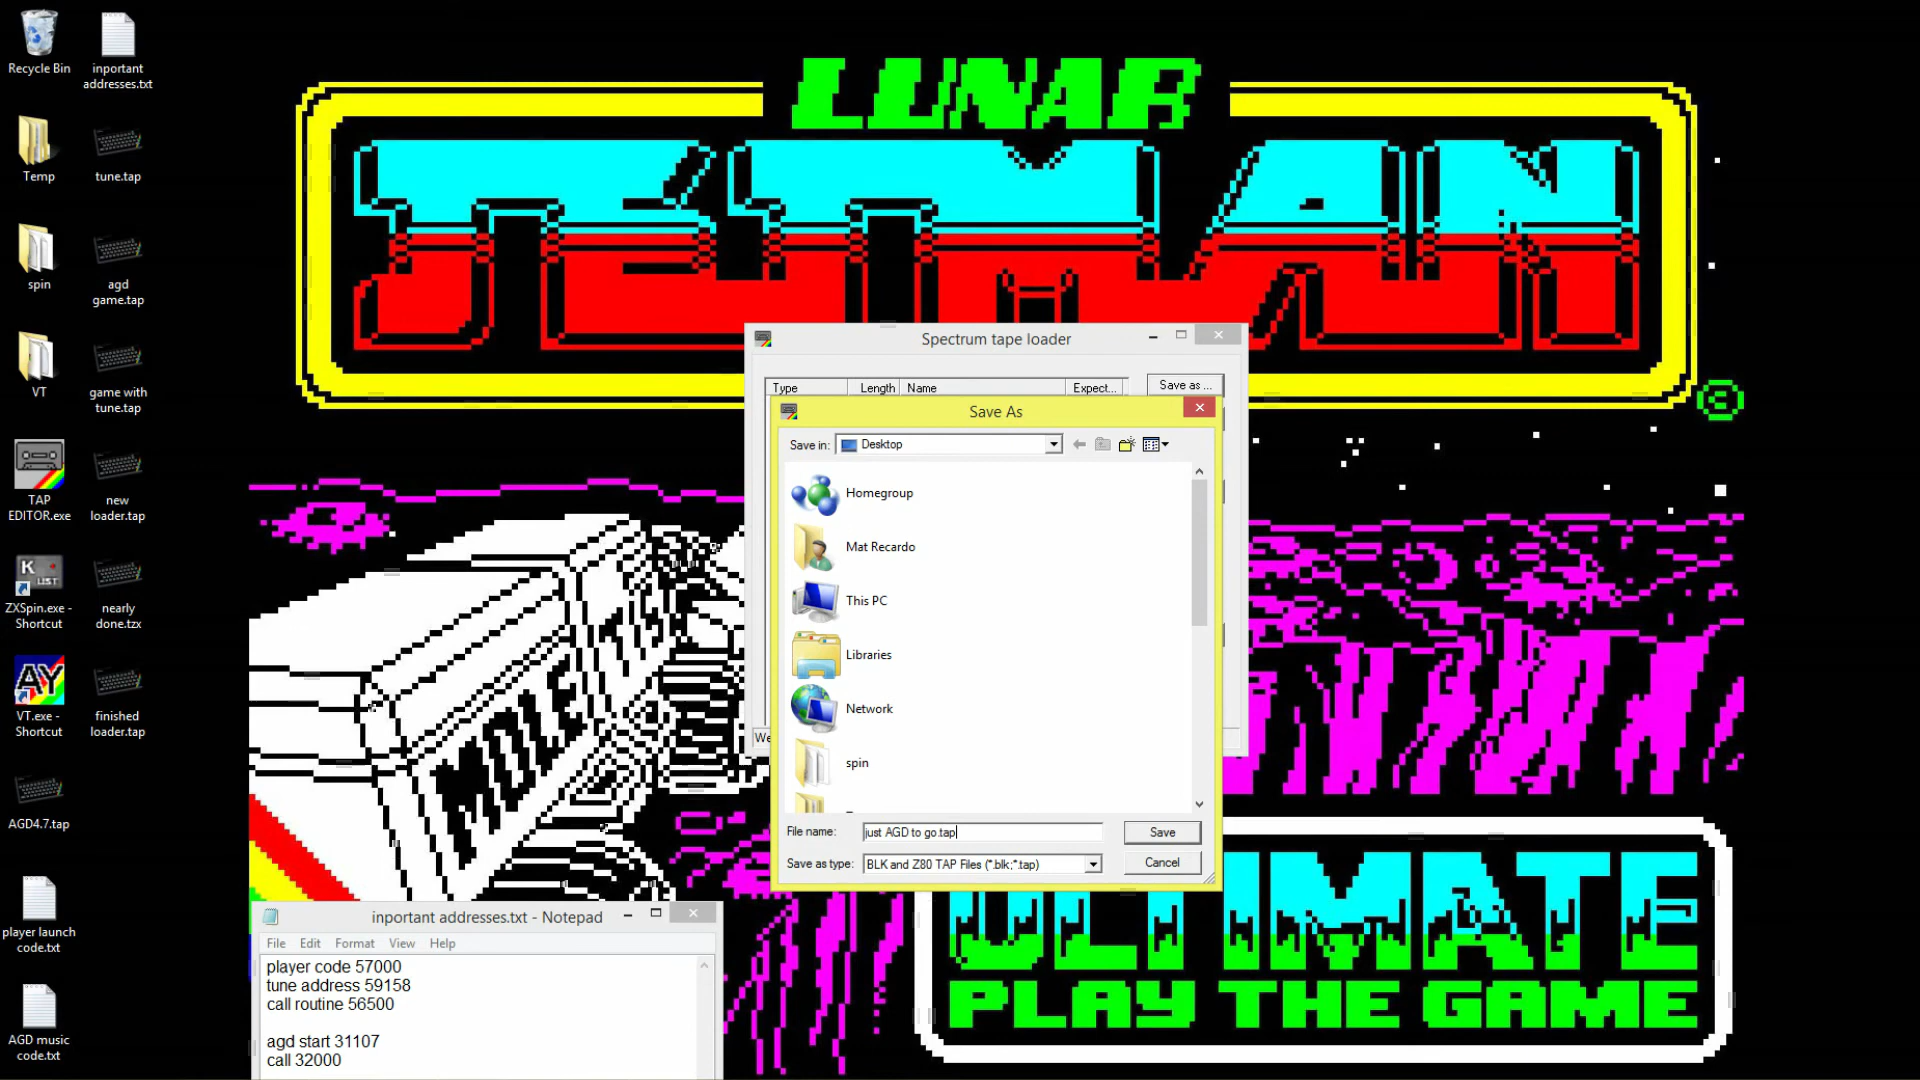 Recycle Bin
inportant
addresses.txt
Temp
tune.tap
spin
agd
game.tap
VT
game with
tune.tap
TAP
EDITOR.exe
new
loader.tap
K LIST
ZXSpin.exe -
Shortcut
nearly
done.tzx
AY
VT.exe -
Shortcut
finished
loader.tap
AGD4.7.tap
player launch
code.txt
AGD music
code.txt
LUNAR
JETMAN
©
MOLE
ULTIMATE
PLAY THE GAME
Spectrum tape loader
Type Length Name Expect...
Save as ...
We
Save As
Save in: Desktop
Homegroup
Mat Recardo
This PC
Libraries
Network
spin
File name: just AGD to go.tap
Save
Save as type: BLK and Z80 TAP Files (*.blk;*.tap)
Cancel
inportant addresses.txt - Notepad
File Edit Format View Help
player code 57000
tune address 59158
call routine 56500
agd start 31107
call 32000